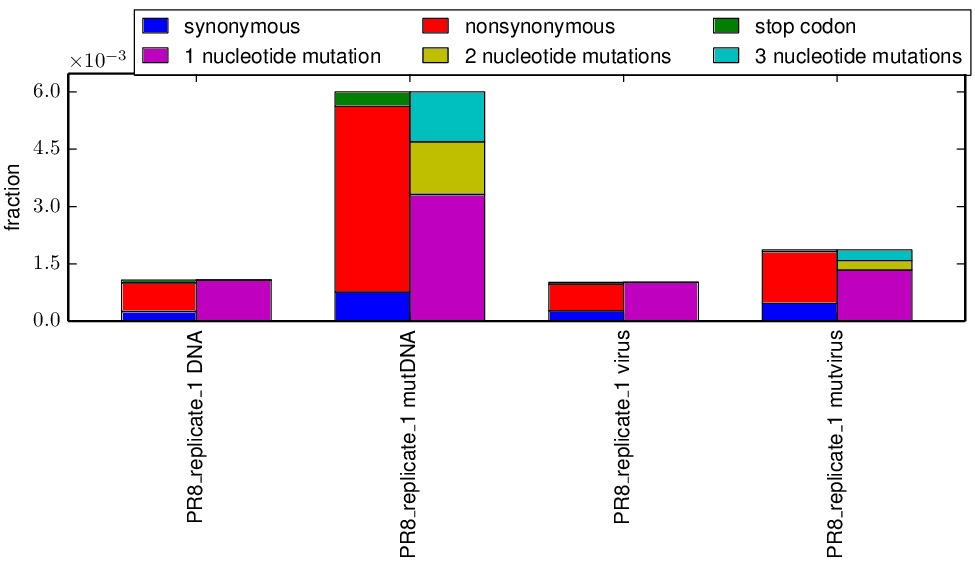 synonymous nonsynonymous stop codon
1 nucleotide mutation 2 nucleotide mutations 3 nucleotide mutations
×10⁻³
6.0
4.5
3.0
1.5
0.0
fraction
PR8_replicate_1 DNA
PR8_replicate_1 mutDNA
PR8_replicate_1 virus
PR8_replicate_1 mutvirus